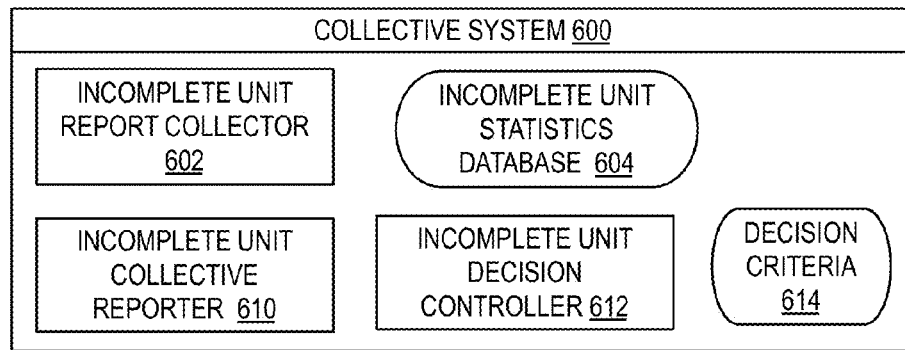 COLLECTIVE SYSTEM 600
INCOMPLETE UNIT
REPORT COLLECTOR
602
INCOMPLETE UNIT
STATISTICS
DATABASE 604
INCOMPLETE UNIT
COLLECTIVE
REPORTER 610
INCOMPLETE UNIT
DECISION
CONTROLLER 612
DECISION
CRITERIA
614